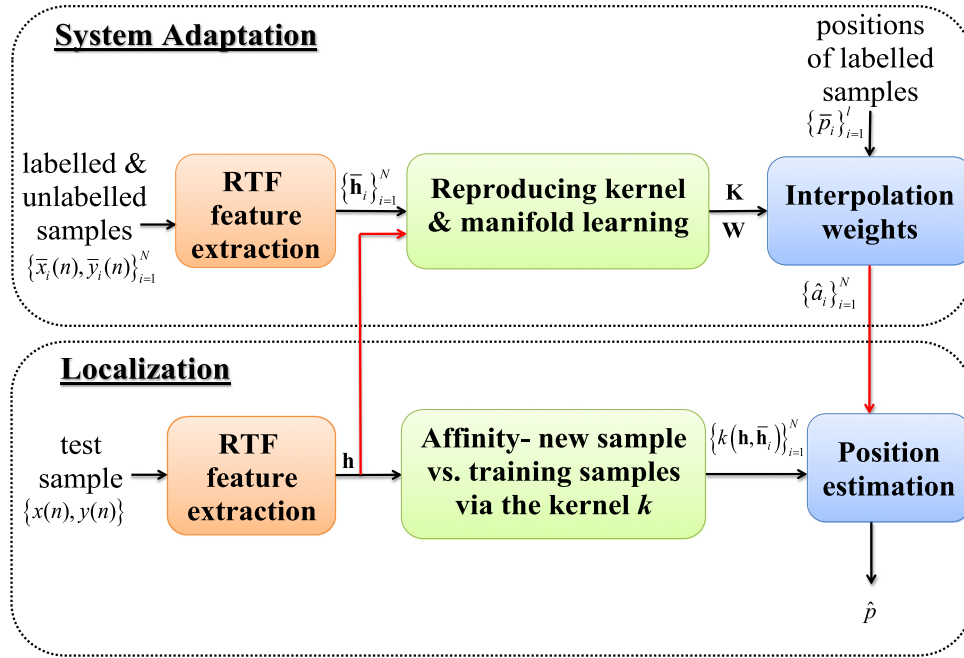 System Adaptation
positions
of labelled
samples
{p̅_i}_{i=1}^l
labelled &
unlabelled
samples
{x̅_i(n), y̅_i(n)}_{i=1}^N
RTF
feature
extraction
{𝐡̅_i}_{i=1}^N
Reproducing kernel
& manifold learning
K
W
Interpolation
weights
{â_i}_{i=1}^N
Localization
test
sample
{x(n), y(n)}
RTF
feature
extraction
h
Affinity- new sample
vs. training samples
via the kernel k
{k(𝐡, 𝐡̅_i)}_{i=1}^N
Position
estimation
p̂